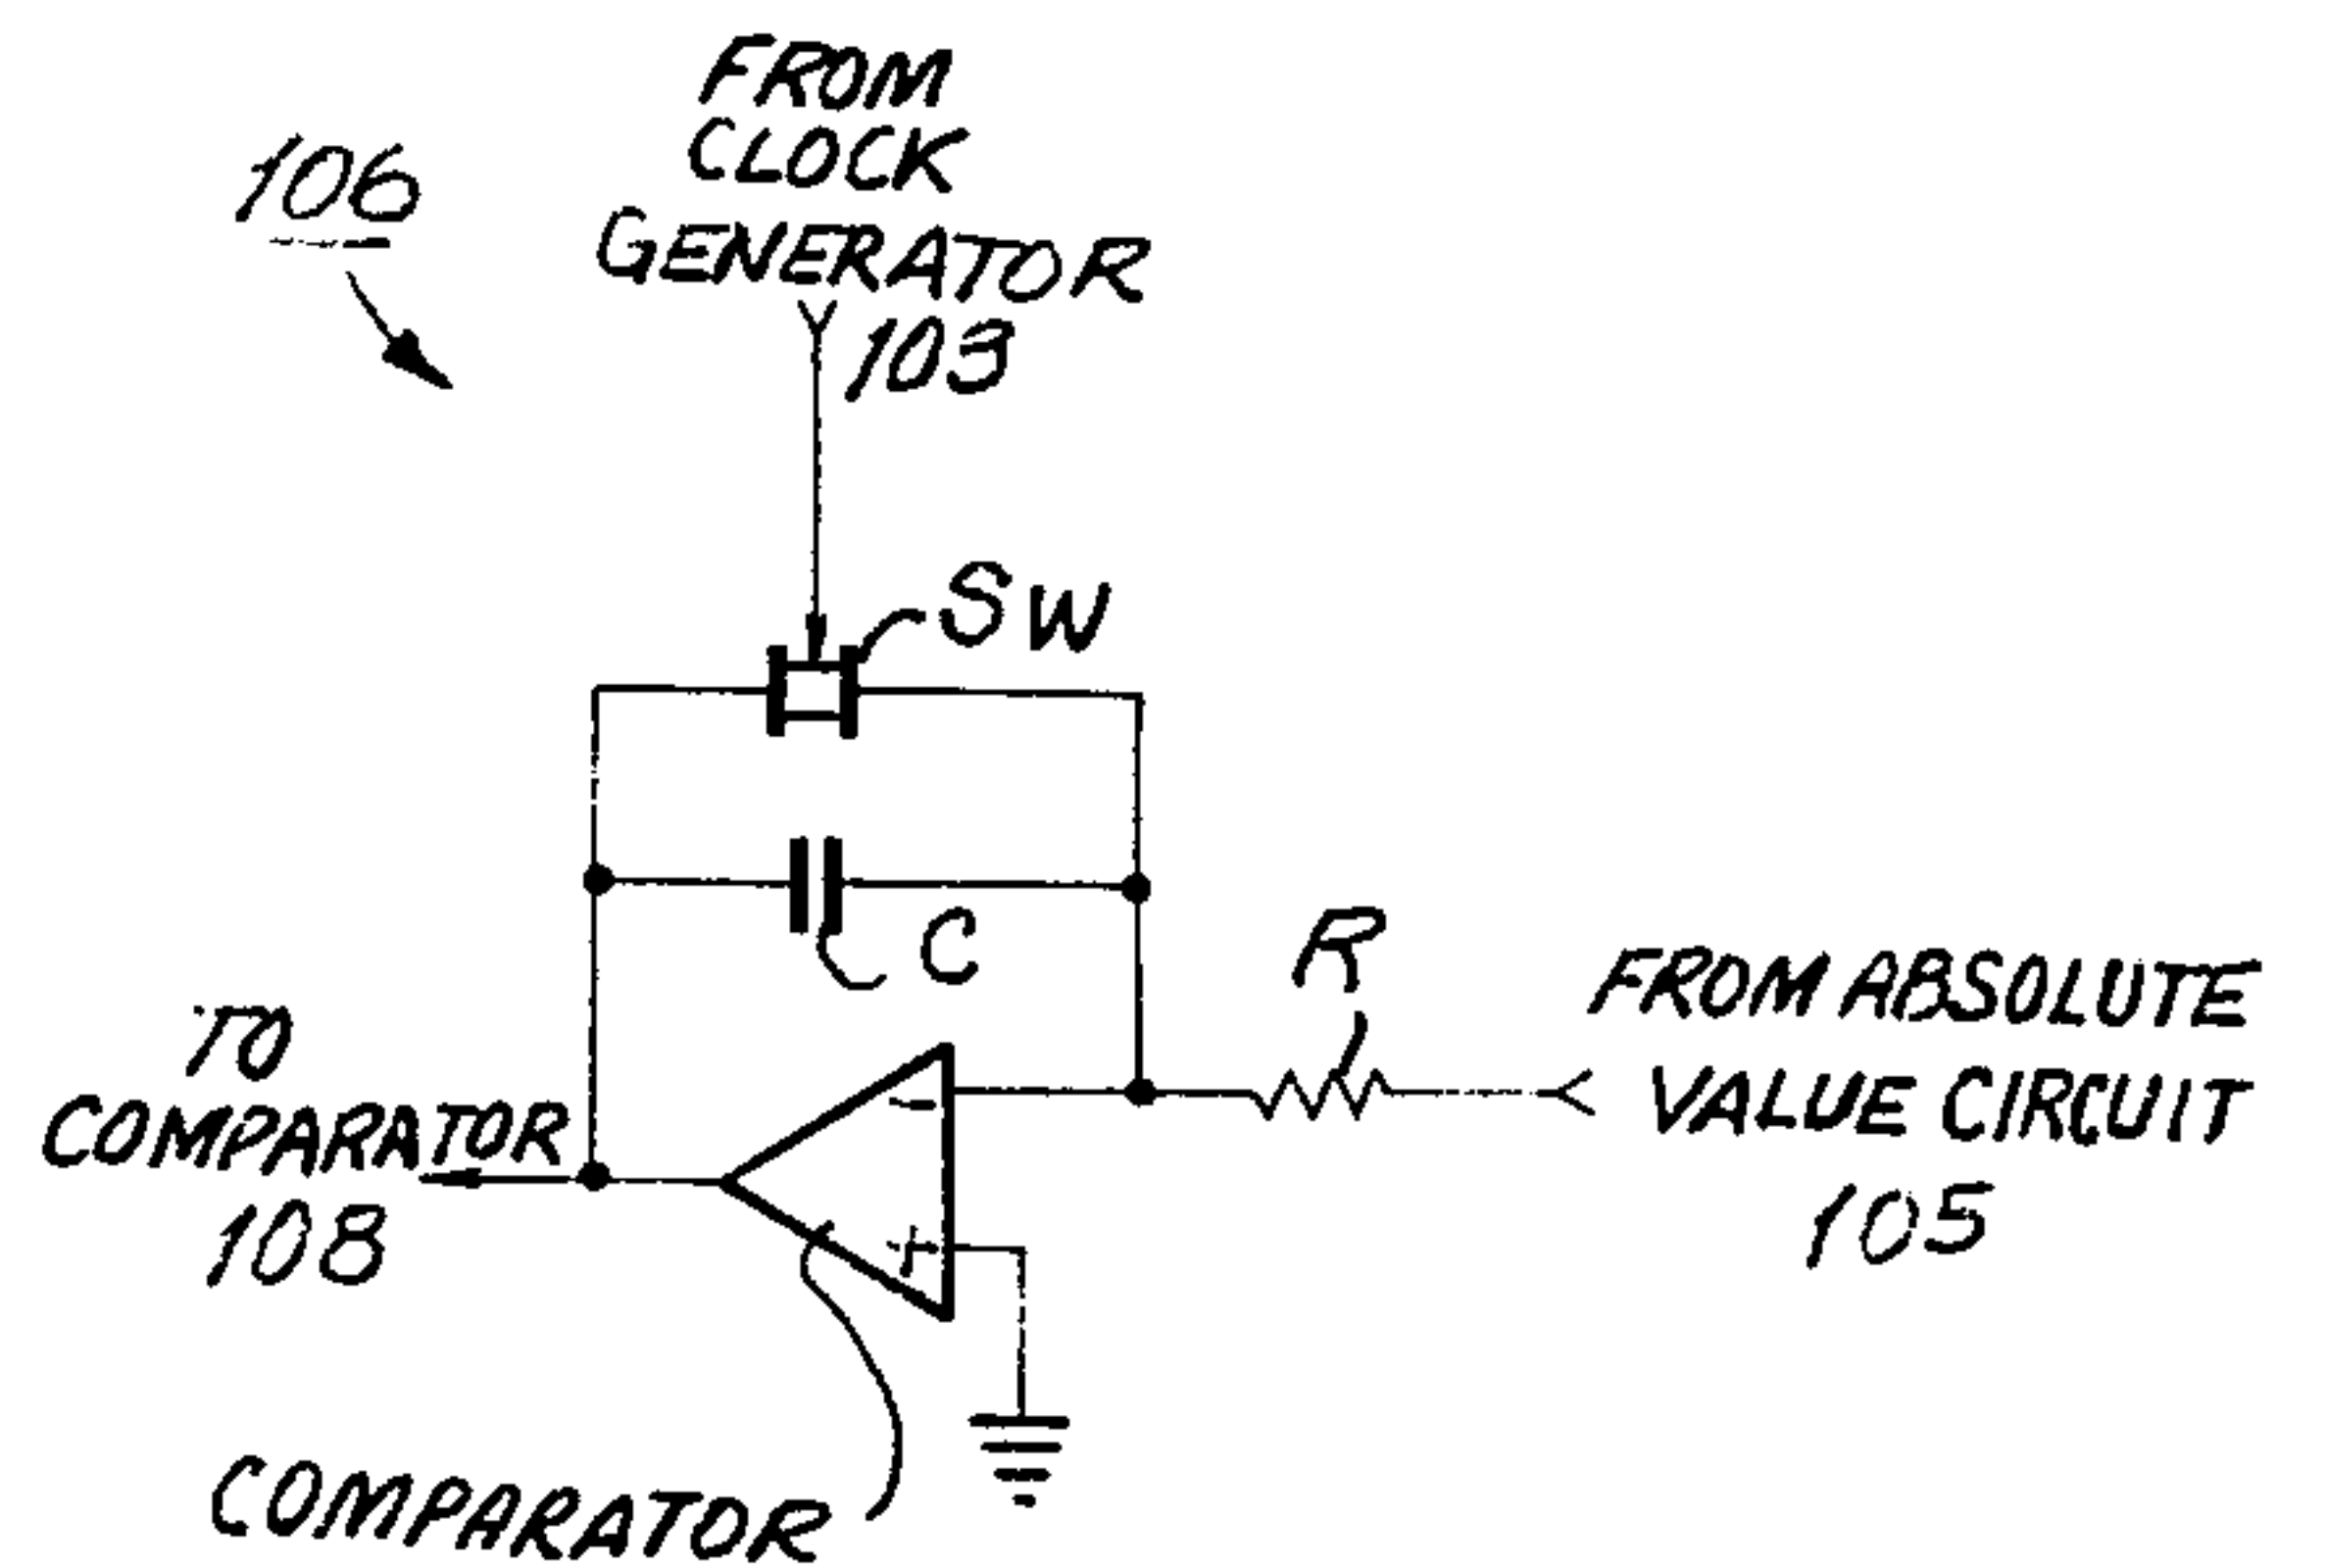 FROM
CLOCK
GENERATOR
103
106
SW
C
R
FROM ABSOLUTE
VALUE CIRCUIT
105
TO
COMPARATOR
108
-
+
COMPARATOR